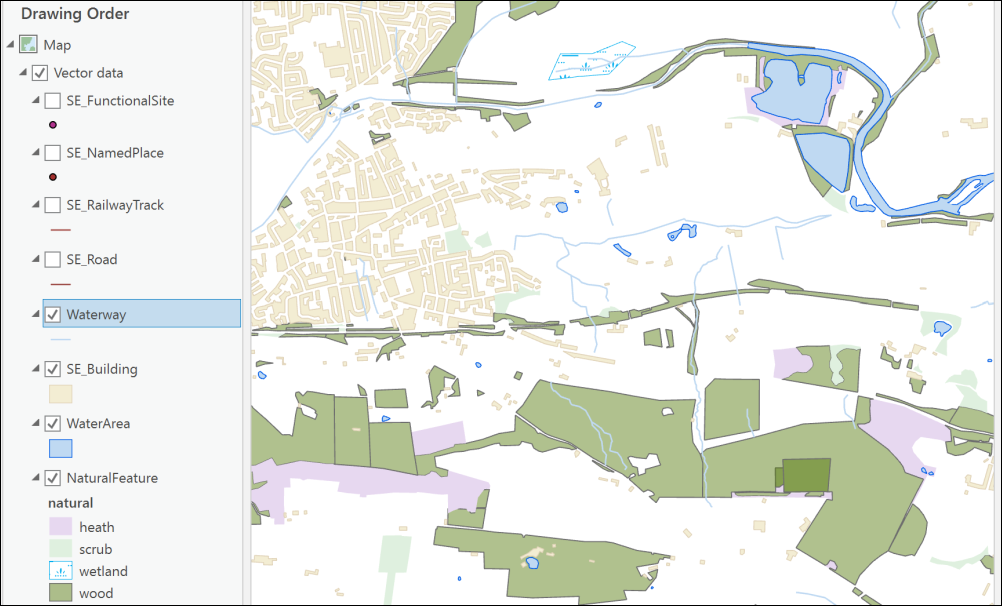 Drawing Order
Map
Vector data
SE_FunctionalSite
SE_NamedPlace
SE_RailwayTrack
SE_Road
Waterway
SE_Building
WaterArea
NaturalFeature
natural
heath
scrub
wetland
wood